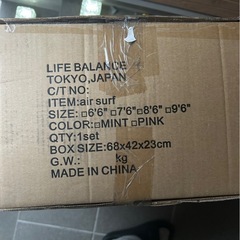 LIFE BALANCE
TOKYO,JAPAN
C/T NO:
ITEM:air surf
SIZE: □6'6" □7'6"□8'6" □9'6"
COLOR:□MINT □PINK
QTY:1set
BOX SIZE:68x42x23cm
G.W.: kg
MADE IN CHINA